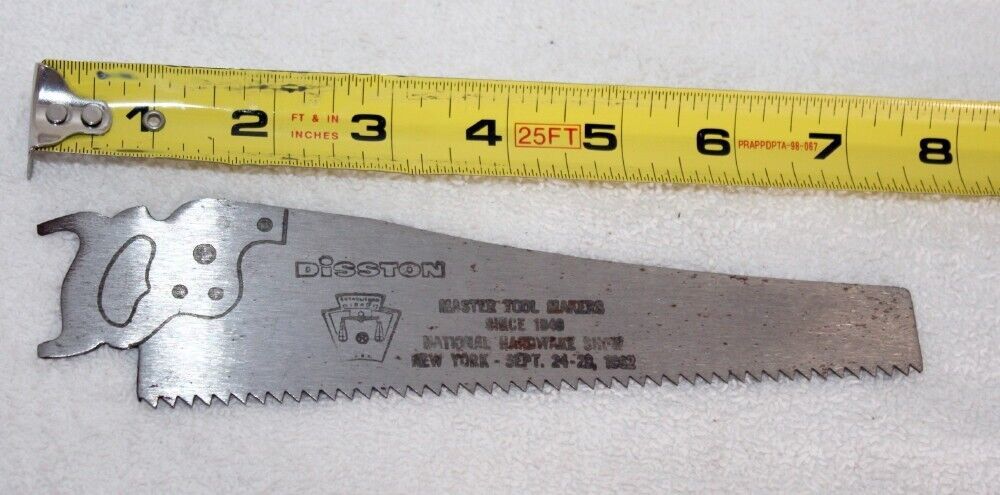 1 2 3 4 5 6 7 8
FT & IN
INCHES
25FT
PRAPPDPTA-98-067
DISSTON
MASTER TOOL MAKERS
SINCE 1840
NATIONAL HARDWARE SHOW
NEW YORK - SEPT. 24-28, 1962